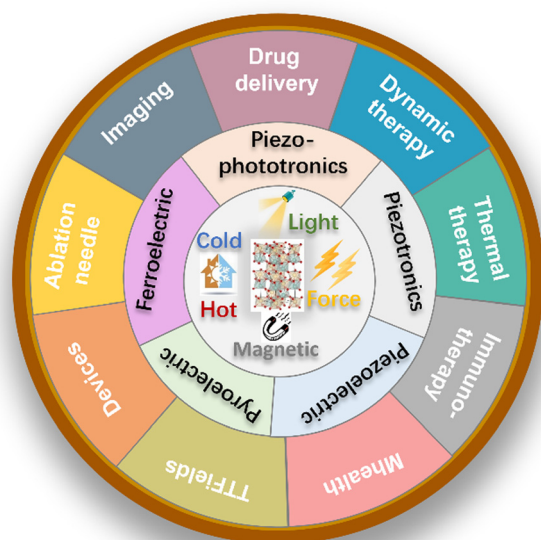 Drug
delivery
Dynamic
therapy
Thermal
therapy
Immuno-
therapy
Mhealth
TTFields
Devices
Ablation
needle
Imaging
Piezo-
phototronics
Piezotronics
Piezoelectric
Pyroelectric
Ferroelectric
Light
Cold
Hot
Force
Magnetic